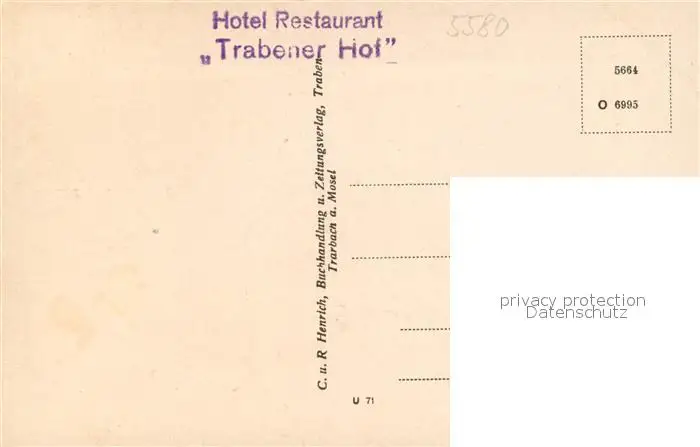 Hotel Restaurant
„Trabener Hof”
5580
5664
O 6995
C. u. R Henrich, Buchhandlung u. Zeitungsverlag, Traben
Trarbach a. Mosel
privacy protection
Datenschutz
U 71